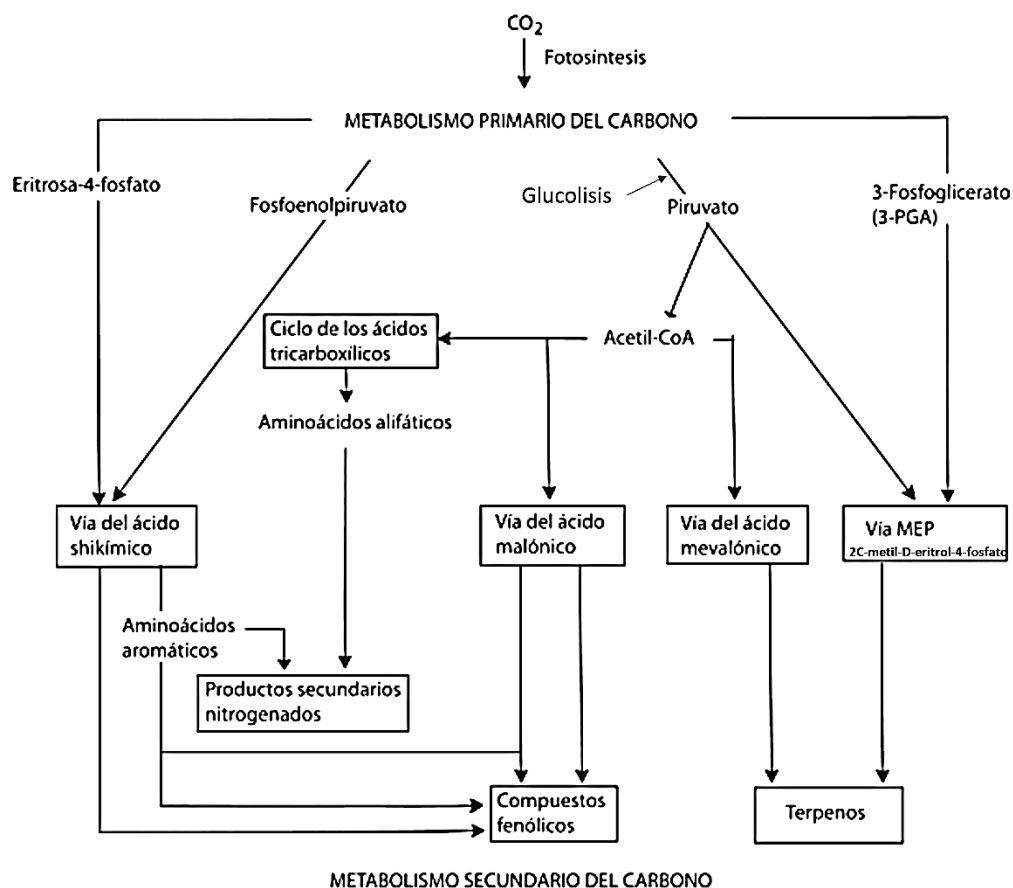 CO2
Fotosíntesis
METABOLISMO PRIMARIO DEL CARBONO
Eritrosa-4-fosfato
Fosfoenolpiruvato
Glucolisis
Piruvato
3-Fosfoglicerato
(3-PGA)
Ciclo de los ácidos
tricarboxílicos
Acetil-CoA
Aminoácidos alifáticos
Vía del ácido
shikímico
Vía del ácido
malónico
Vía del ácido
mevalónico
Vía MEP
2C-metil-D-eritrol-4-fosfato
Aminoácidos
aromáticos
Productos secundarios
nitrogenados
Compuestos
fenólicos
Terpenos
METABOLISMO SECUNDARIO DEL CARBONO